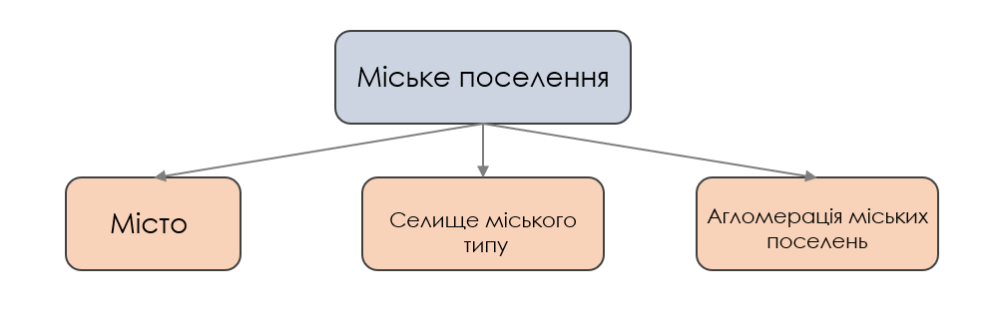 Міське поселення
Місто
Селище міського
типу
Агломерація міських
поселень